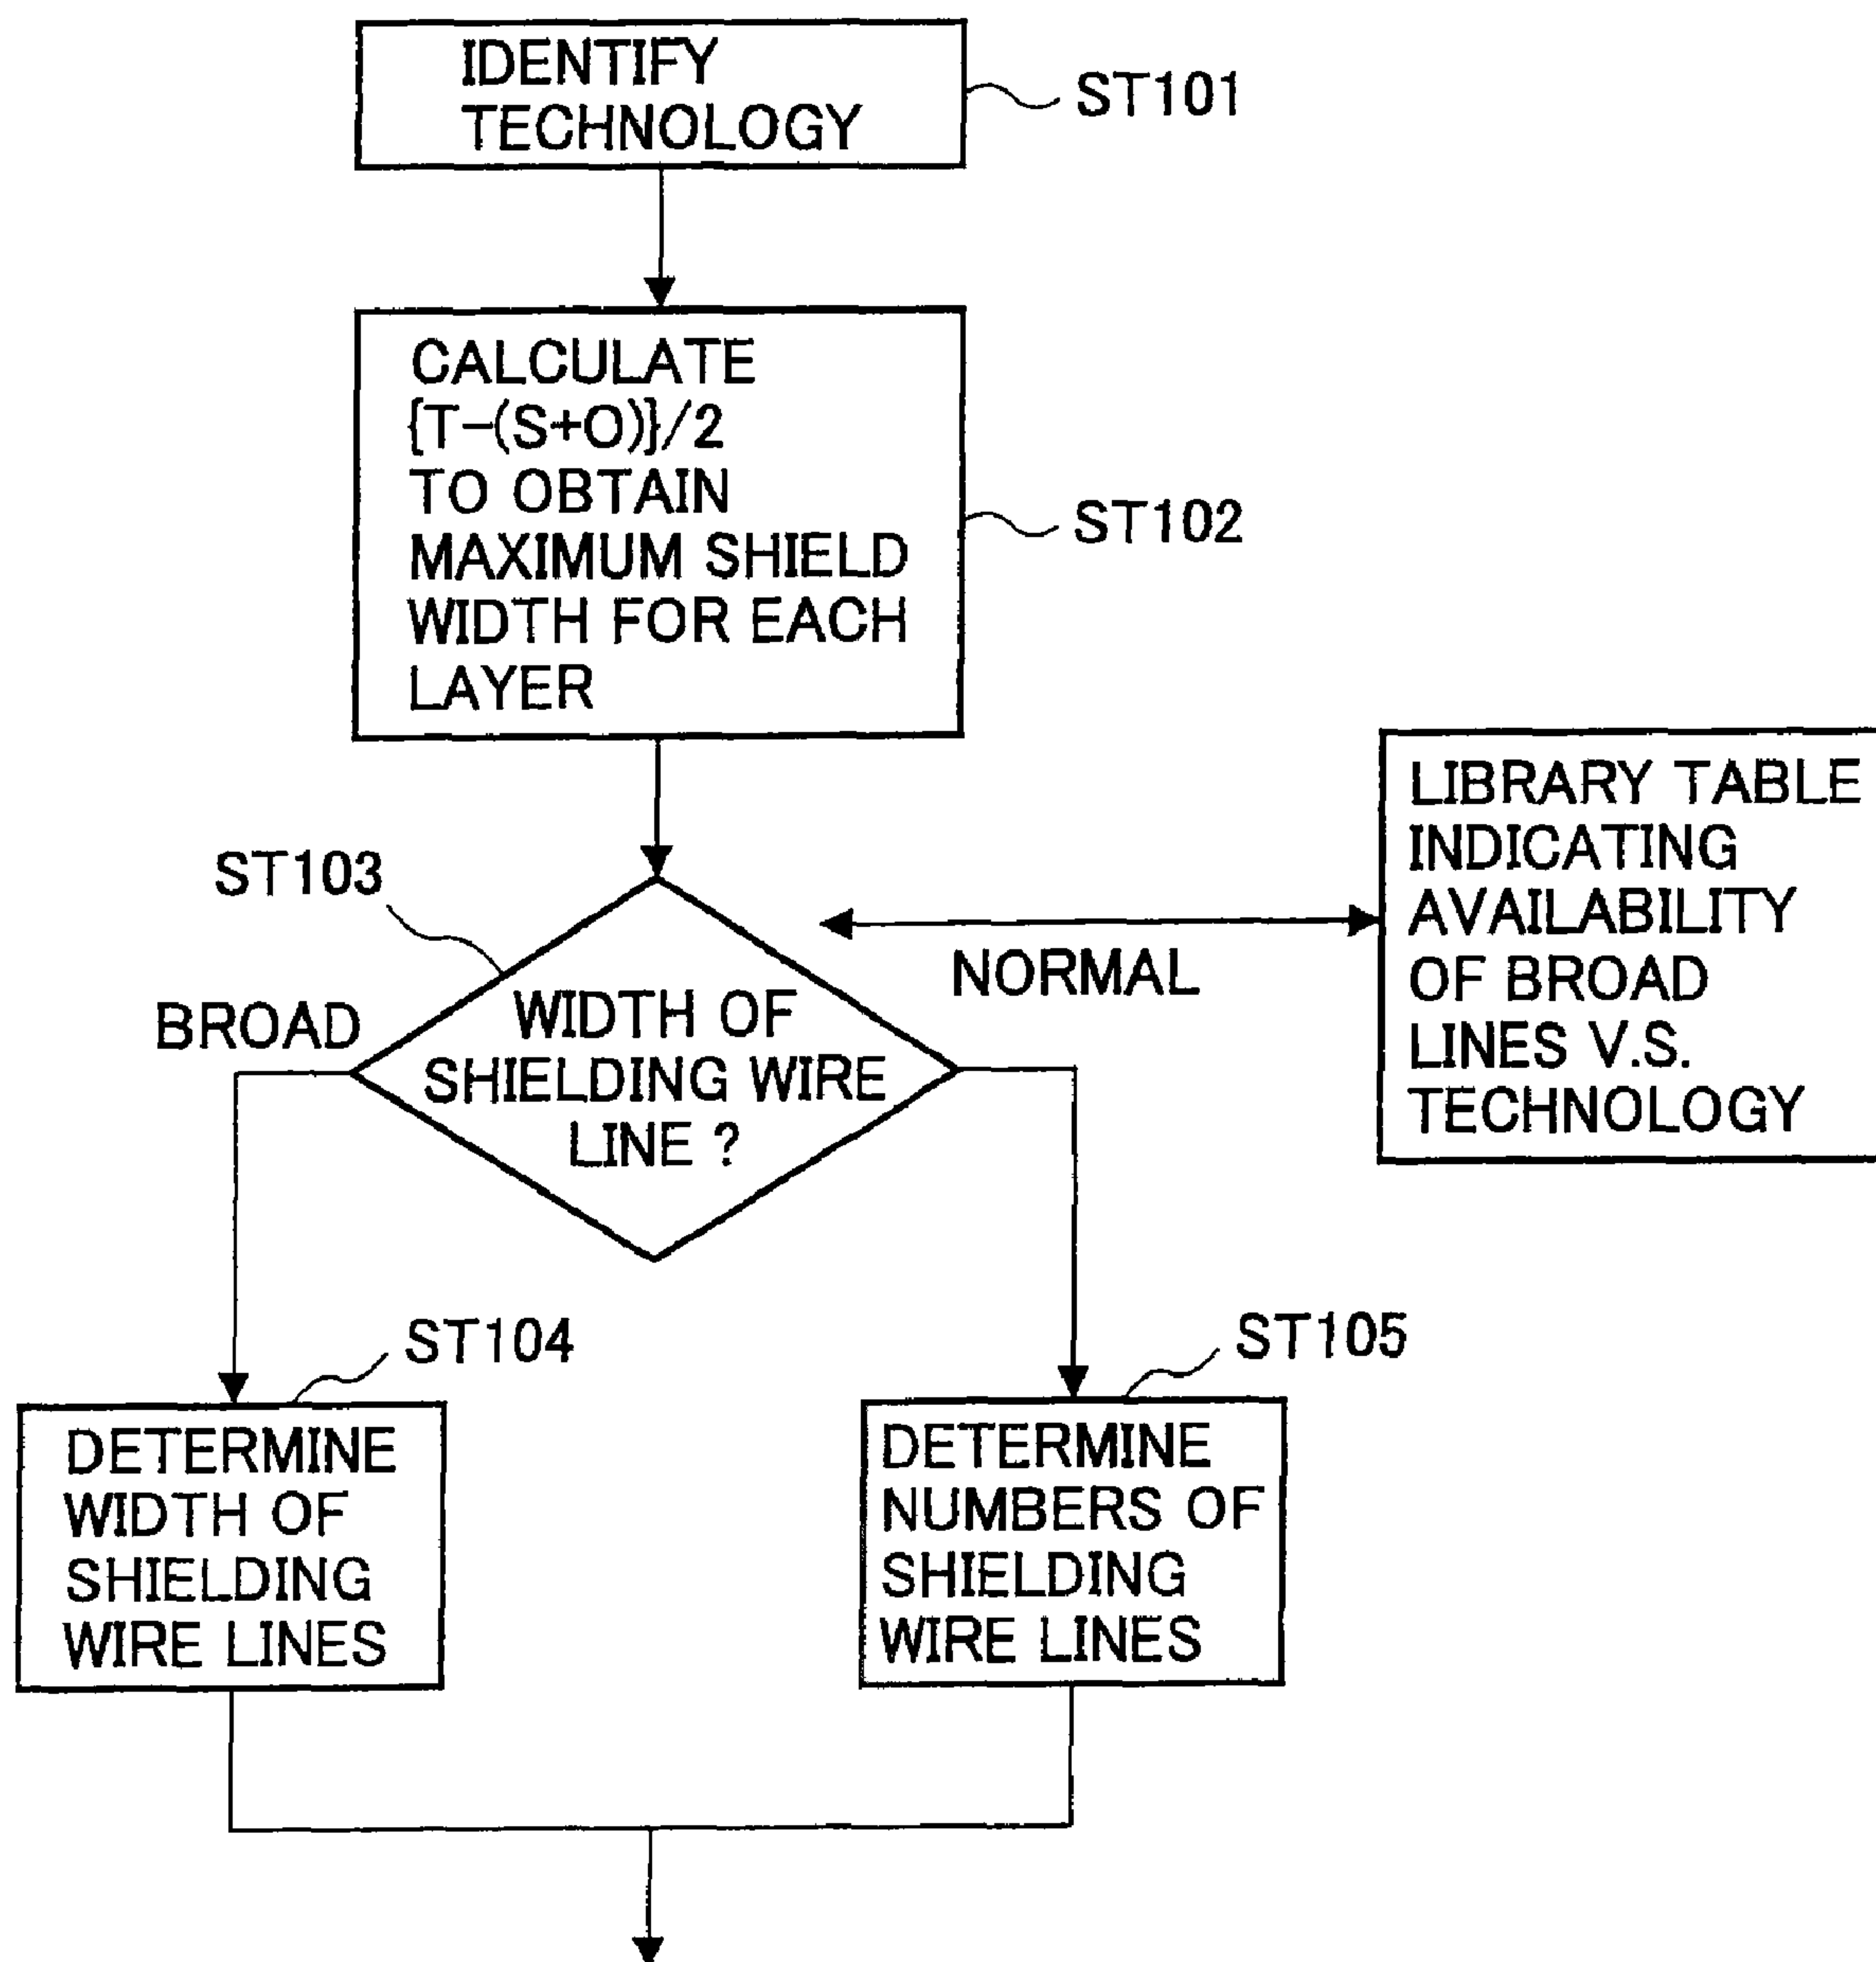 IDENTIFY
TECHNOLOGY
ST101
CALCULATE
{T-(S+O)}/2
TO OBTAIN
MAXIMUM SHIELD
WIDTH FOR EACH
LAYER
ST102
LIBRARY TABLE
INDICATING
AVAILABILITY
OF BROAD
LINES V.S.
TECHNOLOGY
ST103
NORMAL
BROAD
WIDTH OF
SHIELDING WIRE
LINE ?
ST104
DETERMINE
WIDTH OF
SHIELDING
WIRE LINES
ST105
DETERMINE
NUMBERS OF
SHIELDING
WIRE LINES